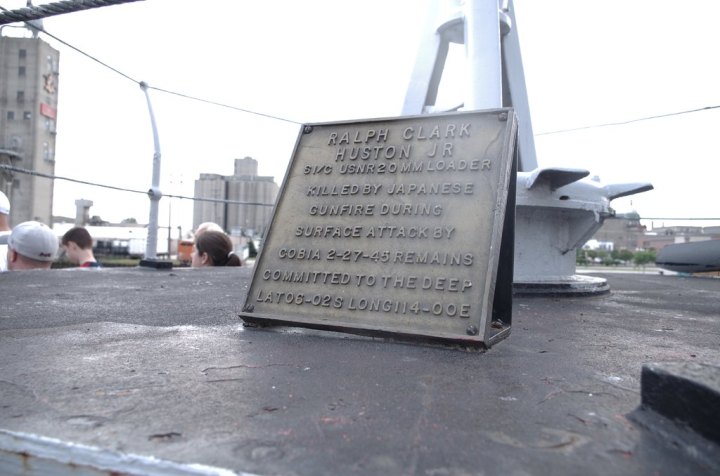 RALPH CLARK
HUSTON JR
S1/C USNR 20 MM LOADER
KILLED BY JAPANESE
GUNFIRE DURING
SURFACE ATTACK BY
COBIA 2-27-45 REMAINS
COMMITTED TO THE DEEP
LAT06-02S LONG114-00E